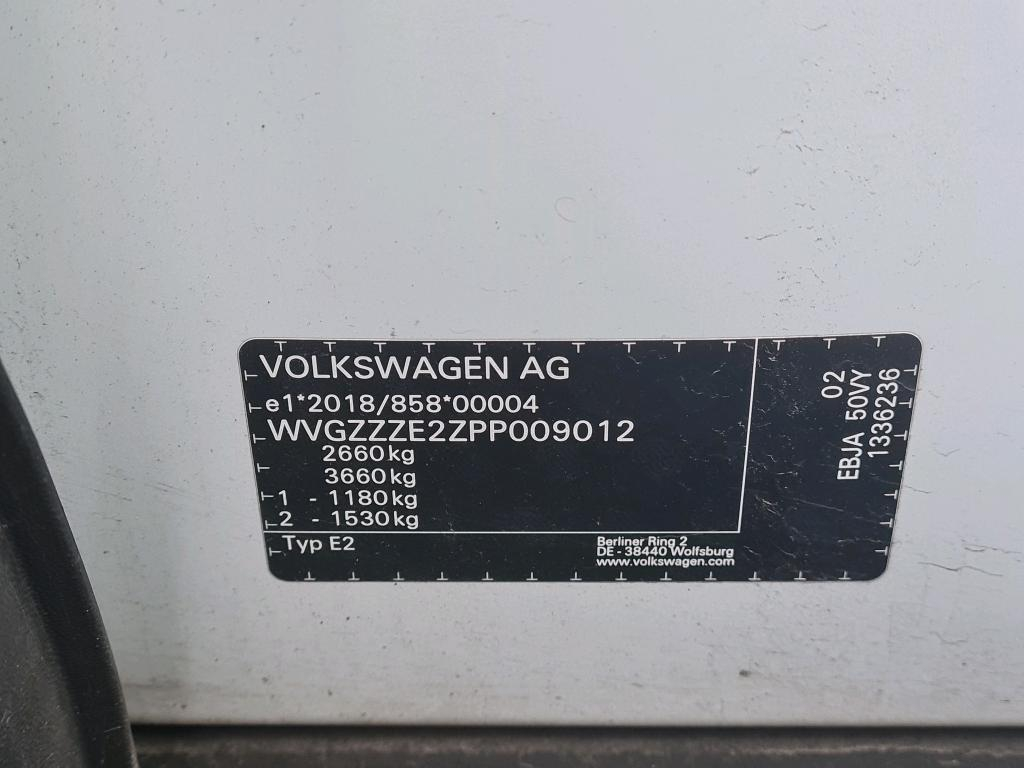 VOLKSWAGEN AG
e1*2018/858*00004
WVGZZZE2ZPP009012
2660kg
3660kg
1 - 1180kg
2 - 1530kg
Typ E2
Berliner Ring 2
DE - 38440 Wolfsburg
www.volkswagen.com
02
EBJA 50VY
1336236